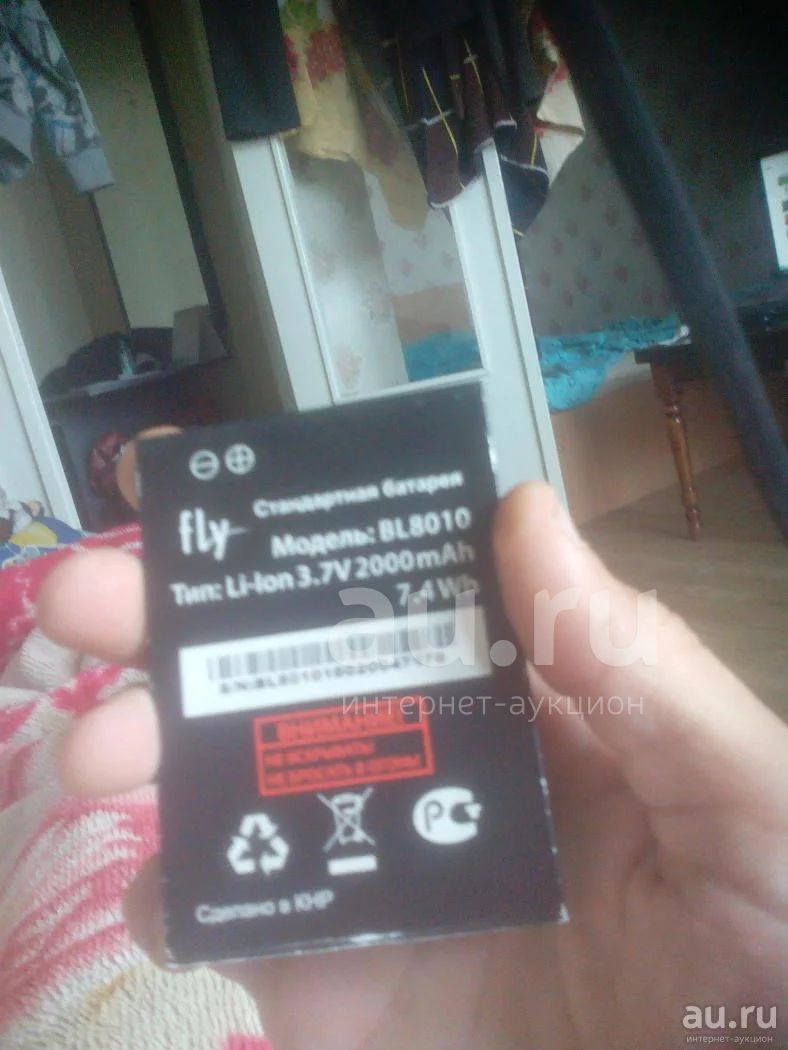 fly
Стандартная батарея
Модель: BL8010
Тип: Li-Ion 3.7V 2000mAh
7.4 Wh
ВНИМАНИЕ!
НЕ ВСКРЫВАТЬ!
НЕ БРОСАТЬ В ОГОНЬ!
Сделано в КНР
au.ru
интернет-аукцион
au.ru
интернет-аукцион